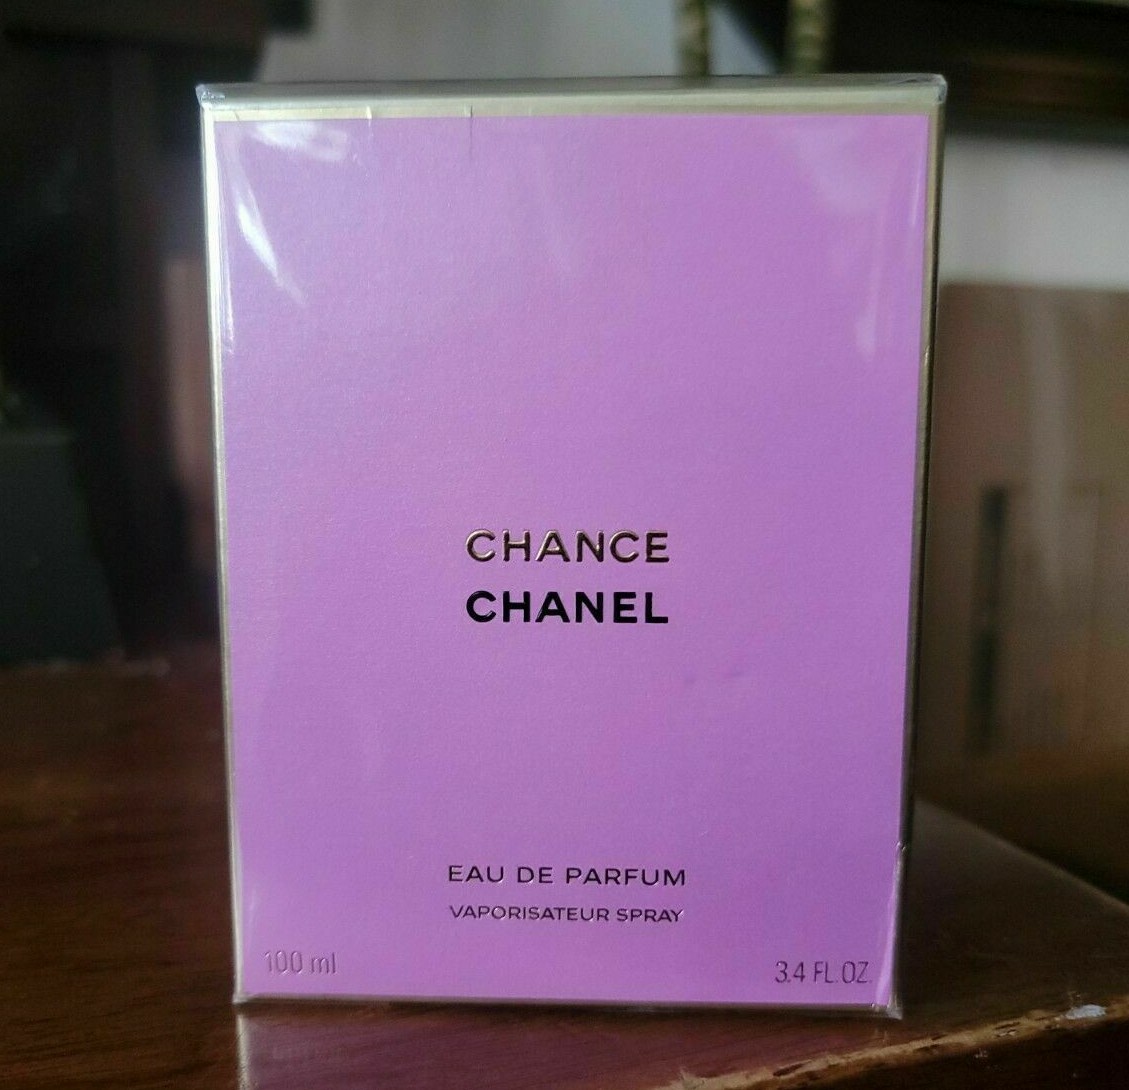 CHANCE
CHANEL
EAU DE PARFUM
VAPORISATEUR SPRAY
100 ml
3.4 FL.OZ.